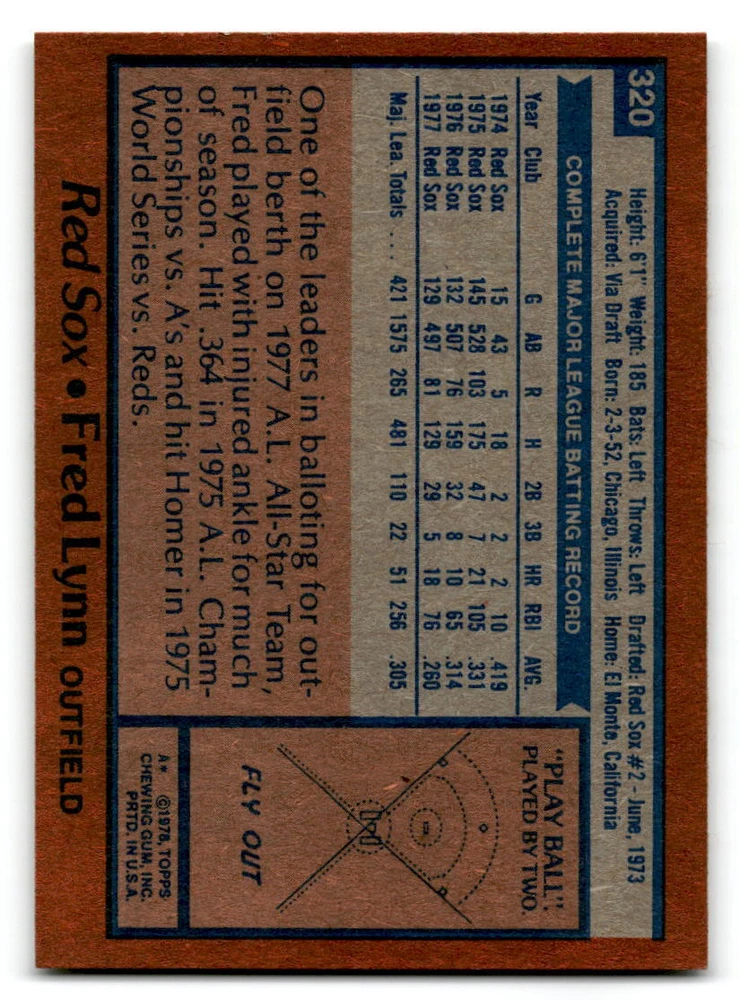 320
Height: 6'1" Weight: 185 Bats: Left Throws: Left Drafted: Red Sox #2 - June, 1973
Acquired: Via Draft Born: 2-3-52, Chicago, Illinois Home: El Monte, California
COMPLETE MAJOR LEAGUE BATTING RECORD
Year Club G AB R H 2B 3B HR RBI AVG.
1974 Red Sox 15 43 5 18 2 2 2 10 .419
1975 Red Sox 145 528 103 175 47 7 21 105 .331
1976 Red Sox 132 507 76 159 32 8 10 65 .314
1977 Red Sox 129 497 81 129 29 5 18 76 .260
Maj. Lea. Totals . . . 421 1575 265 481 110 22 51 256 .305
One of the leaders in balloting for out-
field berth on 1977 A.L. All-Star Team,
Fred played with injured ankle for much
of season. Hit .364 in 1975 A.L. Cham-
pionships vs. A's and hit Homer in 1975
World Series vs. Reds.
"PLAY BALL".
PLAYED BY TWO.
FLY OUT
A* ©1978, TOPPS
CHEWING GUM, INC.
PRTD. IN U.S.A.
Red Sox • Fred Lynn OUTFIELD